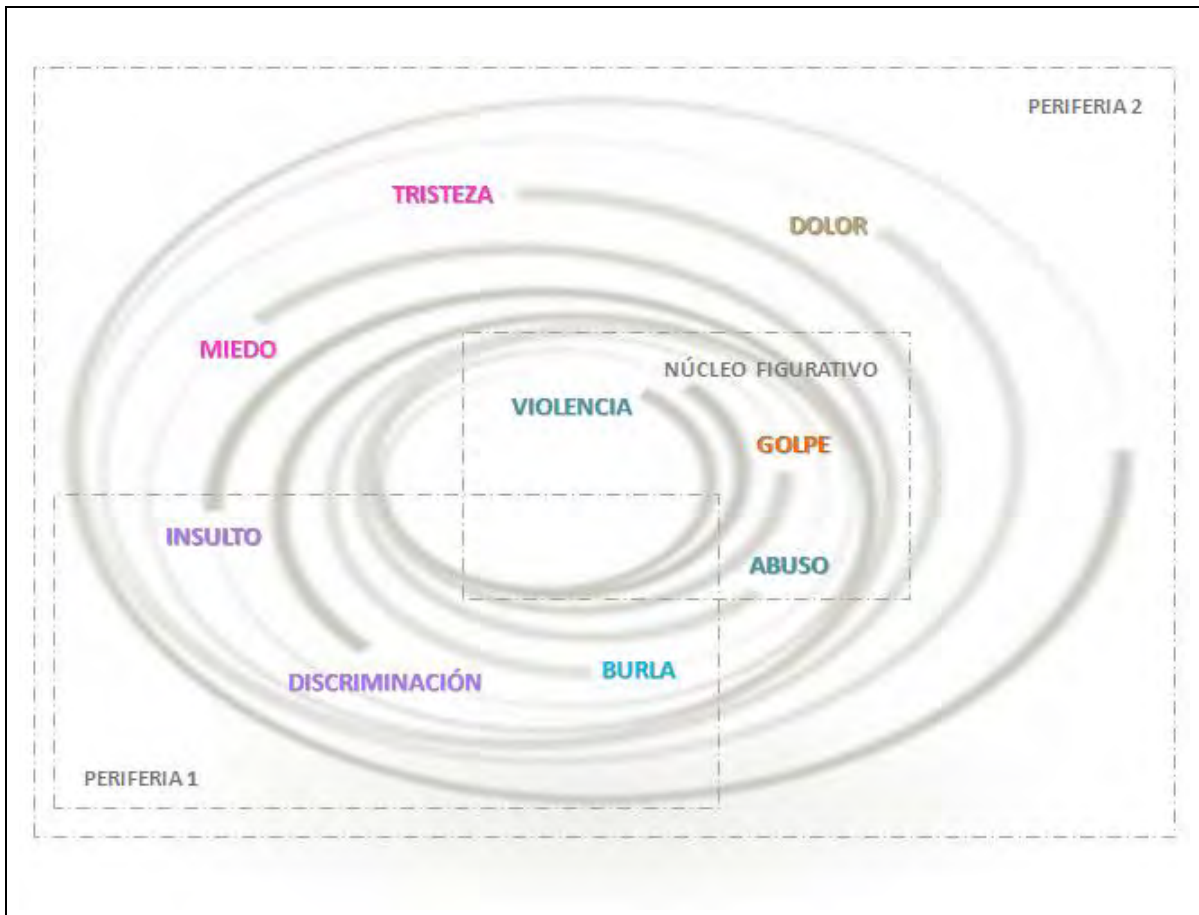 PERIFERIA 2
TRISTEZA
DOLOR
MIEDO
NÚCLEO FIGURATIVO
VIOLENCIA
GOLPE
INSULTO
ABUSO
BURLA
DISCRIMINACIÓN
PERIFERIA 1